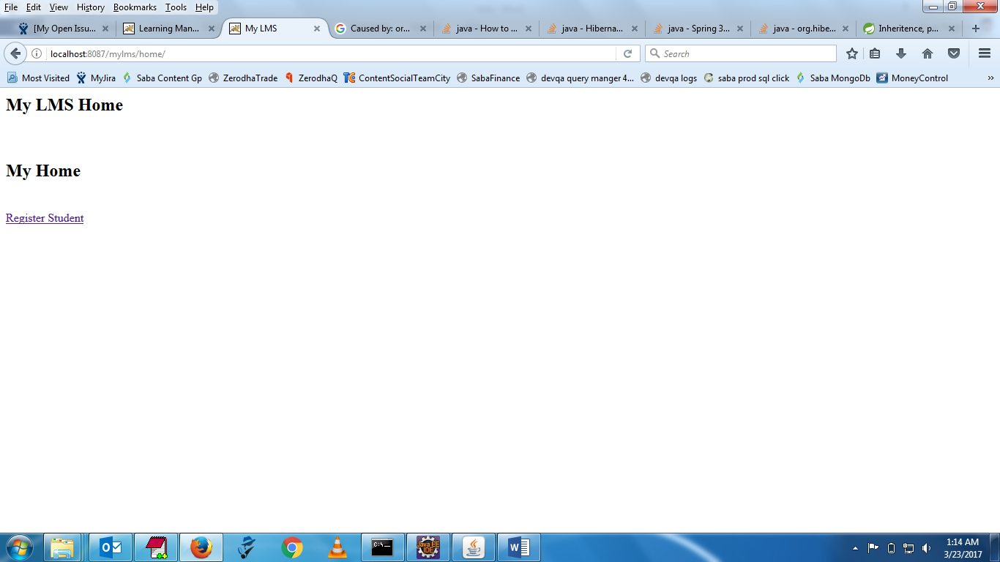 File Edit View History Bookmarks Tools Help
[My Open Issu... Learning Man... My LMS Caused by: or... java - How to ... java - Hiberna... java - Spring 3... java - org.hibe... Inheritence, p...
localhost:8087/mylms/home/ Search
Most Visited MyJira Saba Content Gp ZerodhaTrade ZerodhaQ ContentSocialTeamCity SabaFinance devqa query manger 4... devqa logs saba prod sql click Saba MongoDb MoneyControl
My LMS Home
My Home
Register Student
C:\
Java EE
IDE
1:14 AM
3/23/2017